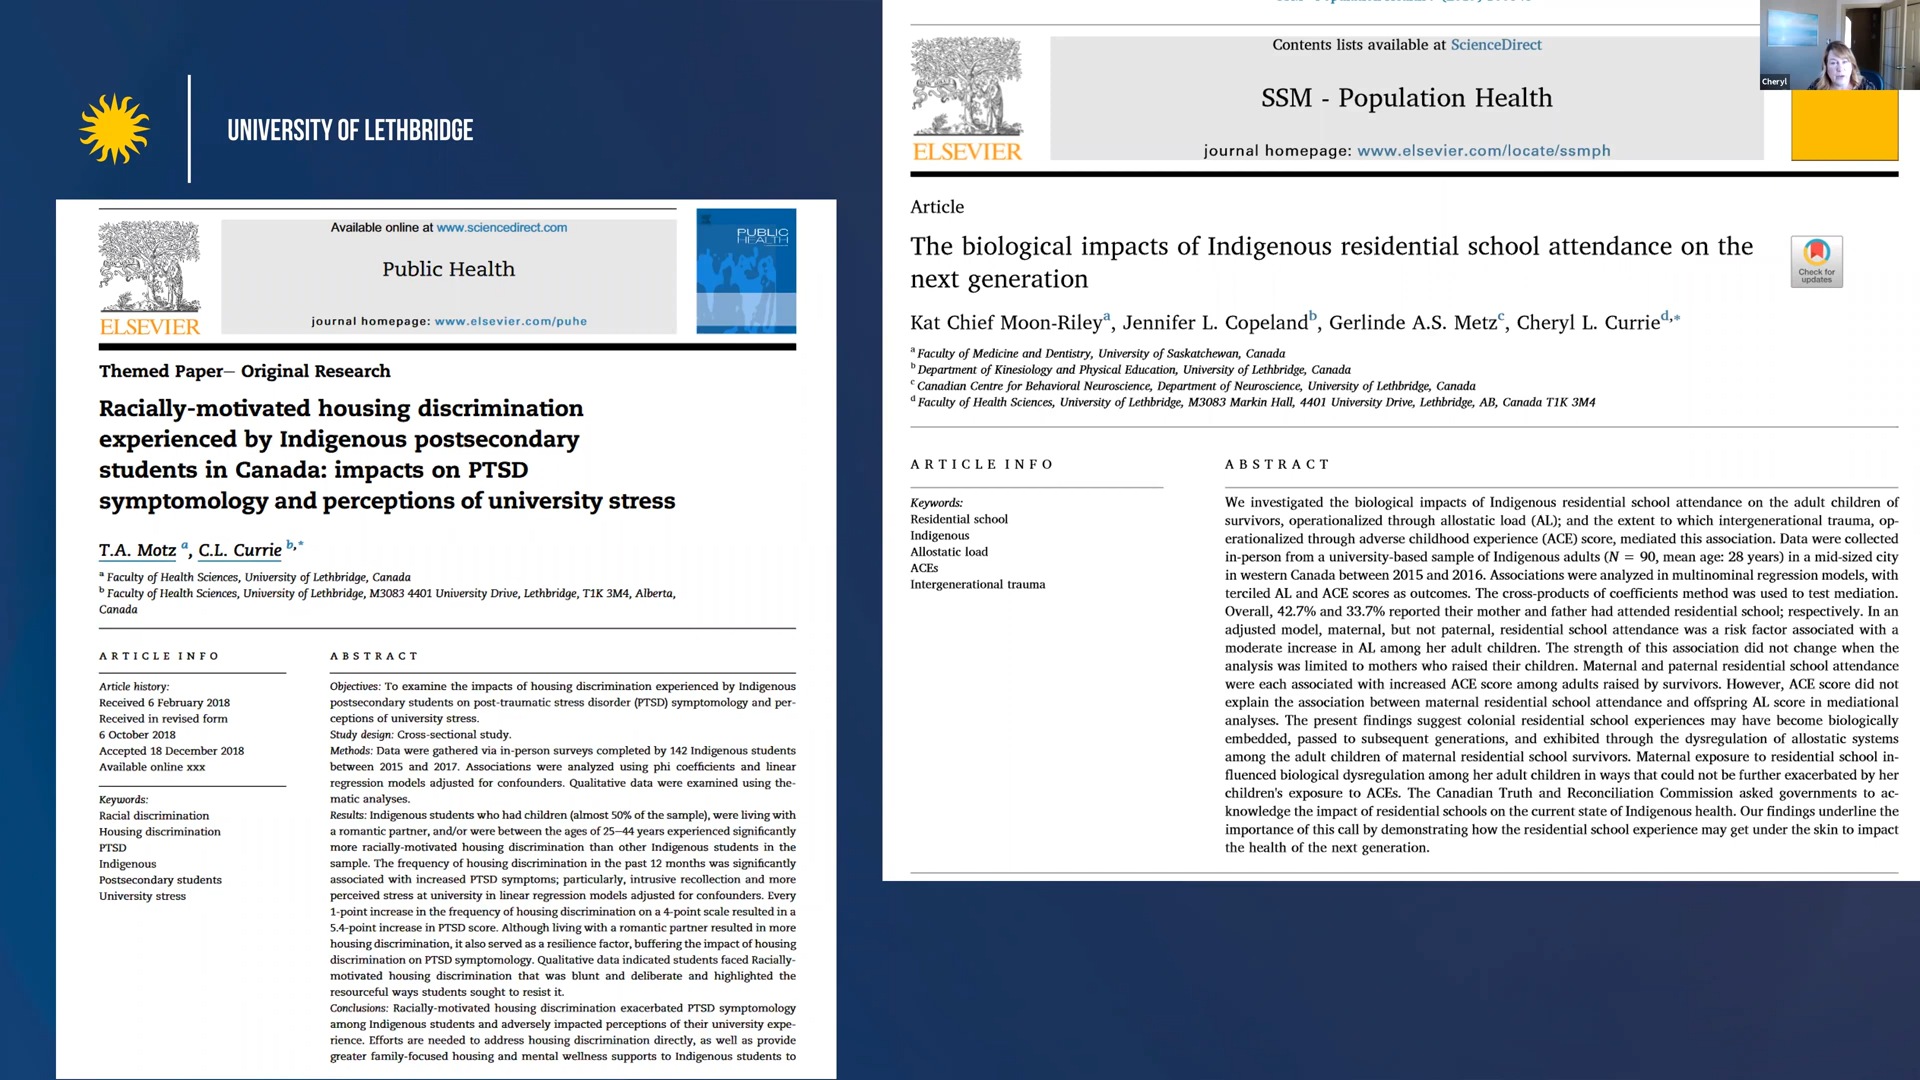 UNIVERSITY OF LETHBRIDGE
Available online at www.sciencedirect.com
Public Health
journal homepage: www.elsevier.com/puhe
ELSEVIER
PUBLIC
HEALTH
Themed Paper– Original Research
Racially-motivated housing discrimination
experienced by Indigenous postsecondary
students in Canada: impacts on PTSD
symptomology and perceptions of university stress
T.A. Motz a, C.L. Currie b,*
a Faculty of Health Sciences, University of Lethbridge, Canada
b Faculty of Health Sciences, University of Lethbridge, M3083 4401 University Drive, Lethbridge, T1K 3M4, Alberta,
Canada
ARTICLE INFO
Article history:
Received 6 February 2018
Received in revised form
6 October 2018
Accepted 18 December 2018
Available online xxx
Keywords:
Racial discrimination
Housing discrimination
PTSD
Indigenous
Postsecondary students
University stress
ABSTRACT
Objectives: To examine the impacts of housing discrimination experienced by Indigenous
postsecondary students on post-traumatic stress disorder (PTSD) symptomology and per-
ceptions of university stress.
Study design: Cross-sectional study.
Methods: Data were gathered via in-person surveys completed by 142 Indigenous students
between 2015 and 2017. Associations were analyzed using phi coefficients and linear
regression models adjusted for confounders. Qualitative data were examined using the-
matic analyses.
Results: Indigenous students who had children (almost 50% of the sample), were living with
a romantic partner, and/or were between the ages of 25–44 years experienced significantly
more racially-motivated housing discrimination than other Indigenous students in the
sample. The frequency of housing discrimination in the past 12 months was significantly
associated with increased PTSD symptoms; particularly, intrusive recollection and more
perceived stress at university in linear regression models adjusted for confounders. Every
1-point increase in the frequency of housing discrimination on a 4-point scale resulted in a
5.4-point increase in PTSD score. Although living with a romantic partner resulted in more
housing discrimination, it also served as a resilience factor, buffering the impact of housing
discrimination on PTSD symptomology. Qualitative data indicated students faced Racially-
motivated housing discrimination that was blunt and deliberate and highlighted the
resourceful ways students sought to resist it.
Conclusions: Racially-motivated housing discrimination exacerbated PTSD symptomology
among Indigenous students and adversely impacted perceptions of their university expe-
rience. Efforts are needed to address housing discrimination directly, as well as provide
greater family-focused housing and mental wellness supports to Indigenous students to
Contents lists available at ScienceDirect
SSM - Population Health
journal homepage: www.elsevier.com/locate/ssmph
ELSEVIER
Cheryl
Article
The biological impacts of Indigenous residential school attendance on the
next generation
Check for
updates
Kat Chief Moon-Riley a, Jennifer L. Copeland b, Gerlinde A.S. Metz c, Cheryl L. Currie d,*
a Faculty of Medicine and Dentistry, University of Saskatchewan, Canada
b Department of Kinesiology and Physical Education, University of Lethbridge, Canada
c Canadian Centre for Behavioral Neuroscience, Department of Neuroscience, University of Lethbridge, Canada
d Faculty of Health Sciences, University of Lethbridge, M3083 Markin Hall, 4401 University Drive, Lethbridge, AB, Canada T1K 3M4
ARTICLE INFO
Keywords:
Residential school
Indigenous
Allostatic load
ACEs
Intergenerational trauma
ABSTRACT
We investigated the biological impacts of Indigenous residential school attendance on the adult children of
survivors, operationalized through allostatic load (AL); and the extent to which intergenerational trauma, op-
erationalized through adverse childhood experience (ACE) score, mediated this association. Data were collected
in-person from a university-based sample of Indigenous adults (N = 90, mean age: 28 years) in a mid-sized city
in western Canada between 2015 and 2016. Associations were analyzed in multinominal regression models, with
terciled AL and ACE scores as outcomes. The cross-products of coefficients method was used to test mediation.
Overall, 42.7% and 33.7% reported their mother and father had attended residential school; respectively. In an
adjusted model, maternal, but not paternal, residential school attendance was a risk factor associated with a
moderate increase in AL among her adult children. The strength of this association did not change when the
analysis was limited to mothers who raised their children. Maternal and paternal residential school attendance
were each associated with increased ACE score among adults raised by survivors. However, ACE score did not
explain the association between maternal residential school attendance and offspring AL score in mediational
analyses. The present findings suggest colonial residential school experiences may have become biologically
embedded, passed to subsequent generations, and exhibited through the dysregulation of allostatic systems
among the adult children of maternal residential school survivors. Maternal exposure to residential school in-
fluenced biological dysregulation among her adult children in ways that could not be further exacerbated by her
children's exposure to ACEs. The Canadian Truth and Reconciliation Commission asked governments to ac-
knowledge the impact of residential schools on the current state of Indigenous health. Our findings underline the
importance of this call by demonstrating how the residential school experience may get under the skin to impact
the health of the next generation.